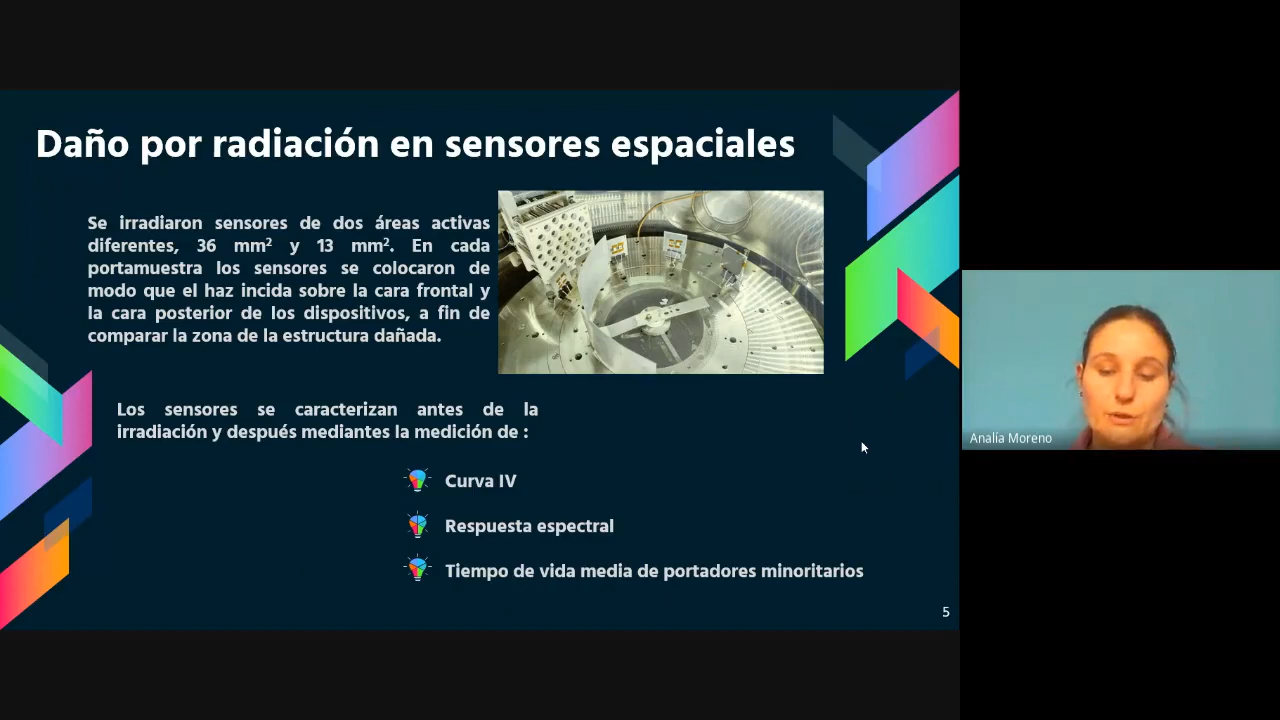 Daño por radiación en sensores espaciales
Se irradiaron sensores de dos áreas activas
diferentes, 36 mm² y 13 mm². En cada
portamuestra los sensores se colocaron de
modo que el haz incida sobre la cara frontal y
la cara posterior de los dispositivos, a fin de
comparar la zona de la estructura dañada.
Los sensores se caracterizan antes de la
irradiación y después mediantes la medición de :
Curva IV
Respuesta espectral
Tiempo de vida media de portadores minoritarios
5
Analía Moreno